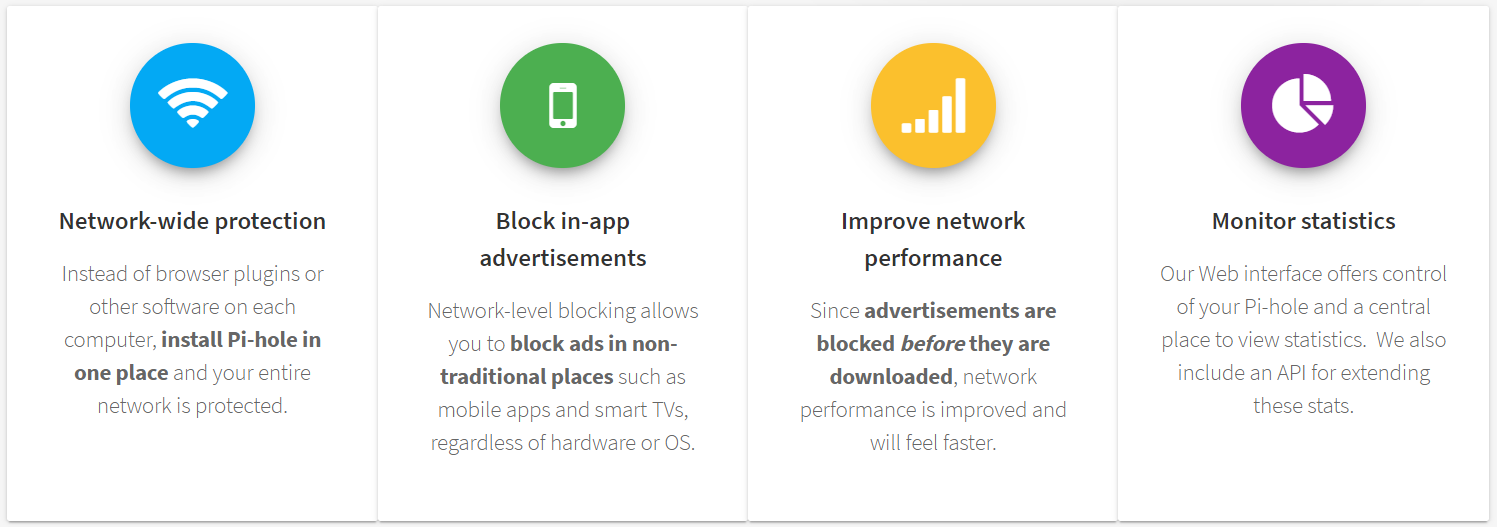 Network-wide protection
Instead of browser plugins or
other software on each
computer, install Pi-hole in
one place and your entire
network is protected.
Block in-app
advertisements
Network-level blocking allows
you to block ads in non-
traditional places such as
mobile apps and smart TVs,
regardless of hardware or OS.
Improve network
performance
Since advertisements are
blocked before they are
downloaded, network
performance is improved and
will feel faster.
Monitor statistics
Our Web interface offers control
of your Pi-hole and a central
place to view statistics.  We also
include an API for extending
these stats.